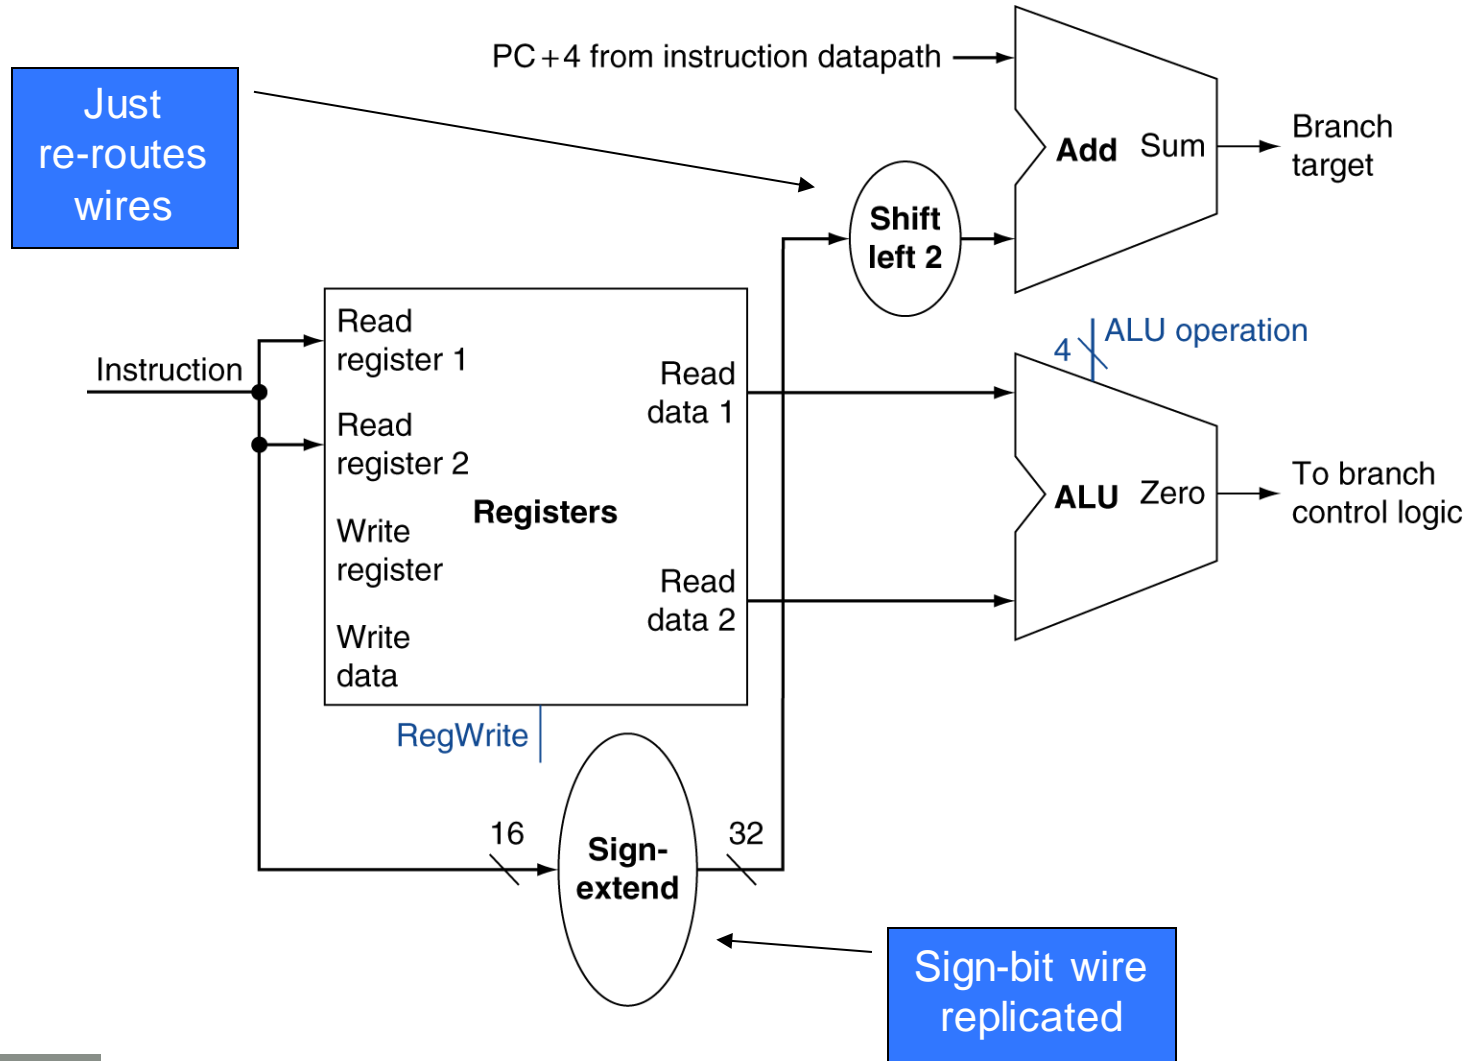 PC+4 from instruction datapath
Just
re-routes
wires
Add Sum
Branch
target
Shift
left 2
Read
register 1
Instruction
Read
data 1
ALU operation
4
Read
register 2
Registers
Write
register
Read
data 2
Write
data
ALU Zero
To branch
control logic
RegWrite
16
Sign-
extend
32
Sign-bit wire
replicated